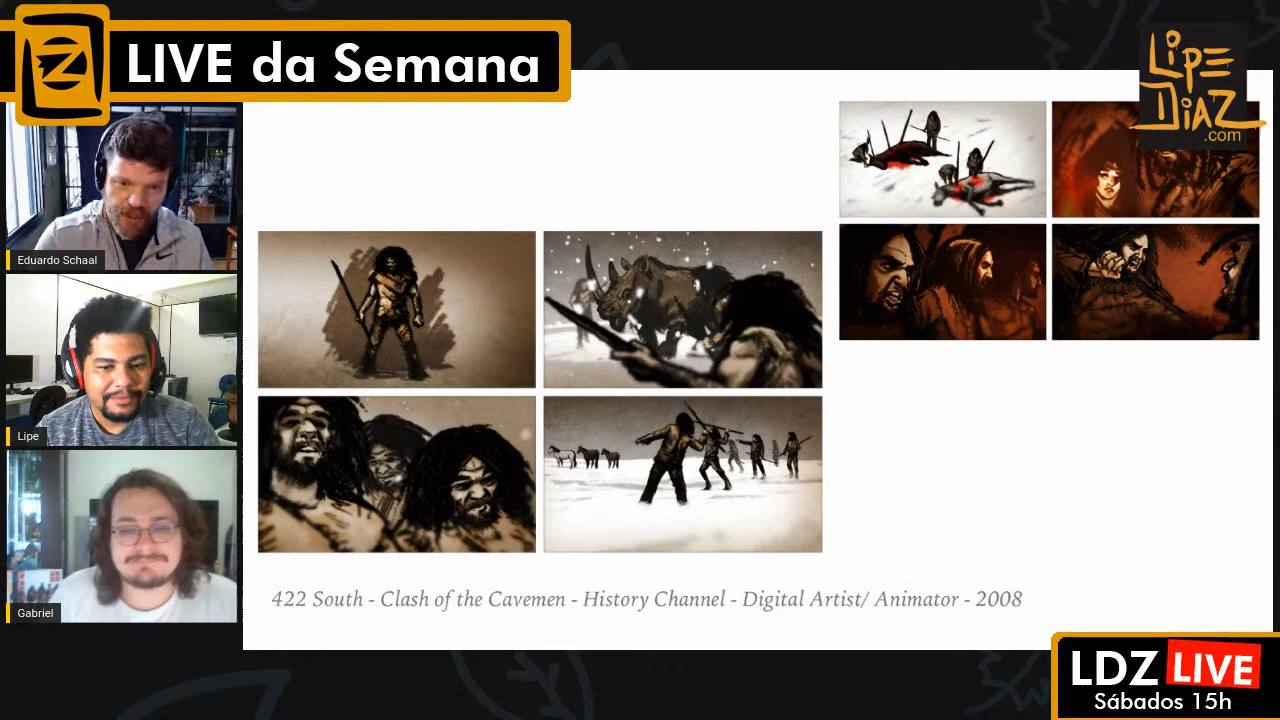 LIVE da Semana
LiPE
DiAZ
.com
Eduardo Schaal
Lipe
Gabriel
422 South - Clash of the Cavemen - History Channel - Digital Artist/ Animator - 2008
LDZ LIVE
Sábados 15h